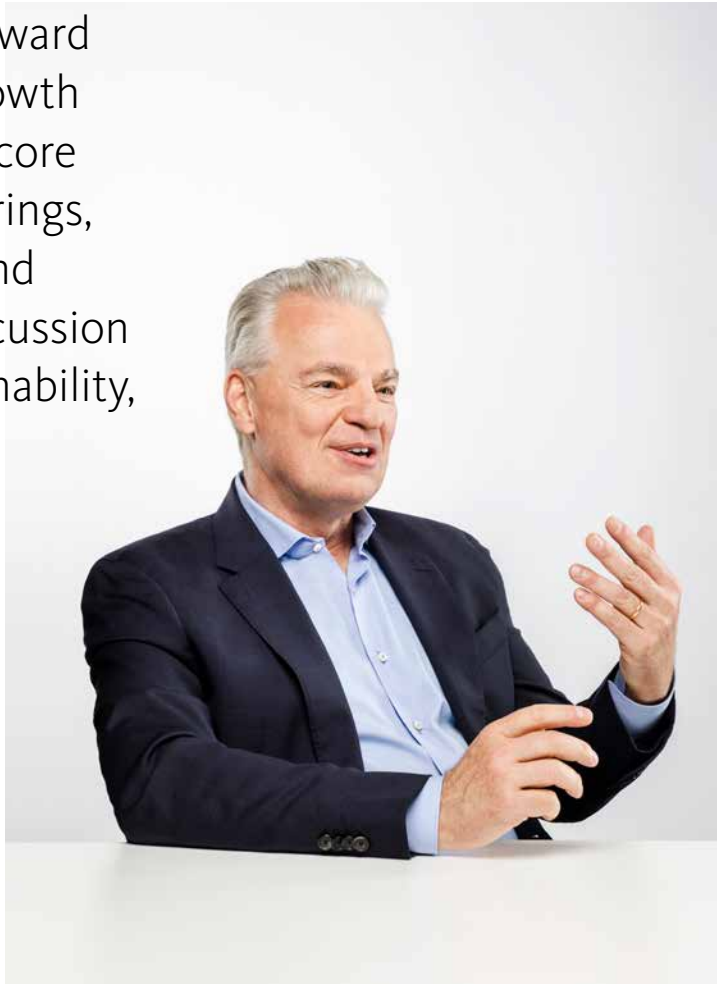 ward
owth
core
rings,
nd
cussion
nability,